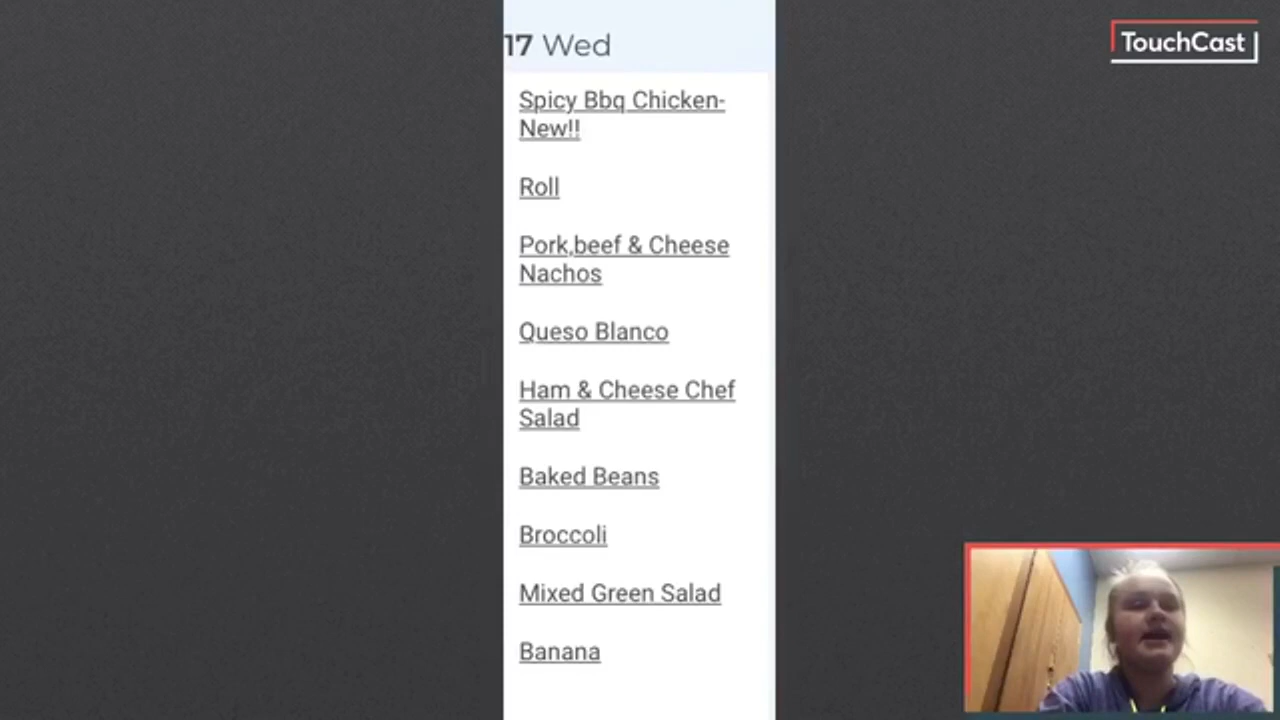 17 Wed
TouchCast
Spicy Bbq Chicken-
New!!
Roll
Pork,beef & Cheese
Nachos
Queso Blanco
Ham & Cheese Chef
Salad
Baked Beans
Broccoli
Mixed Green Salad
Banana